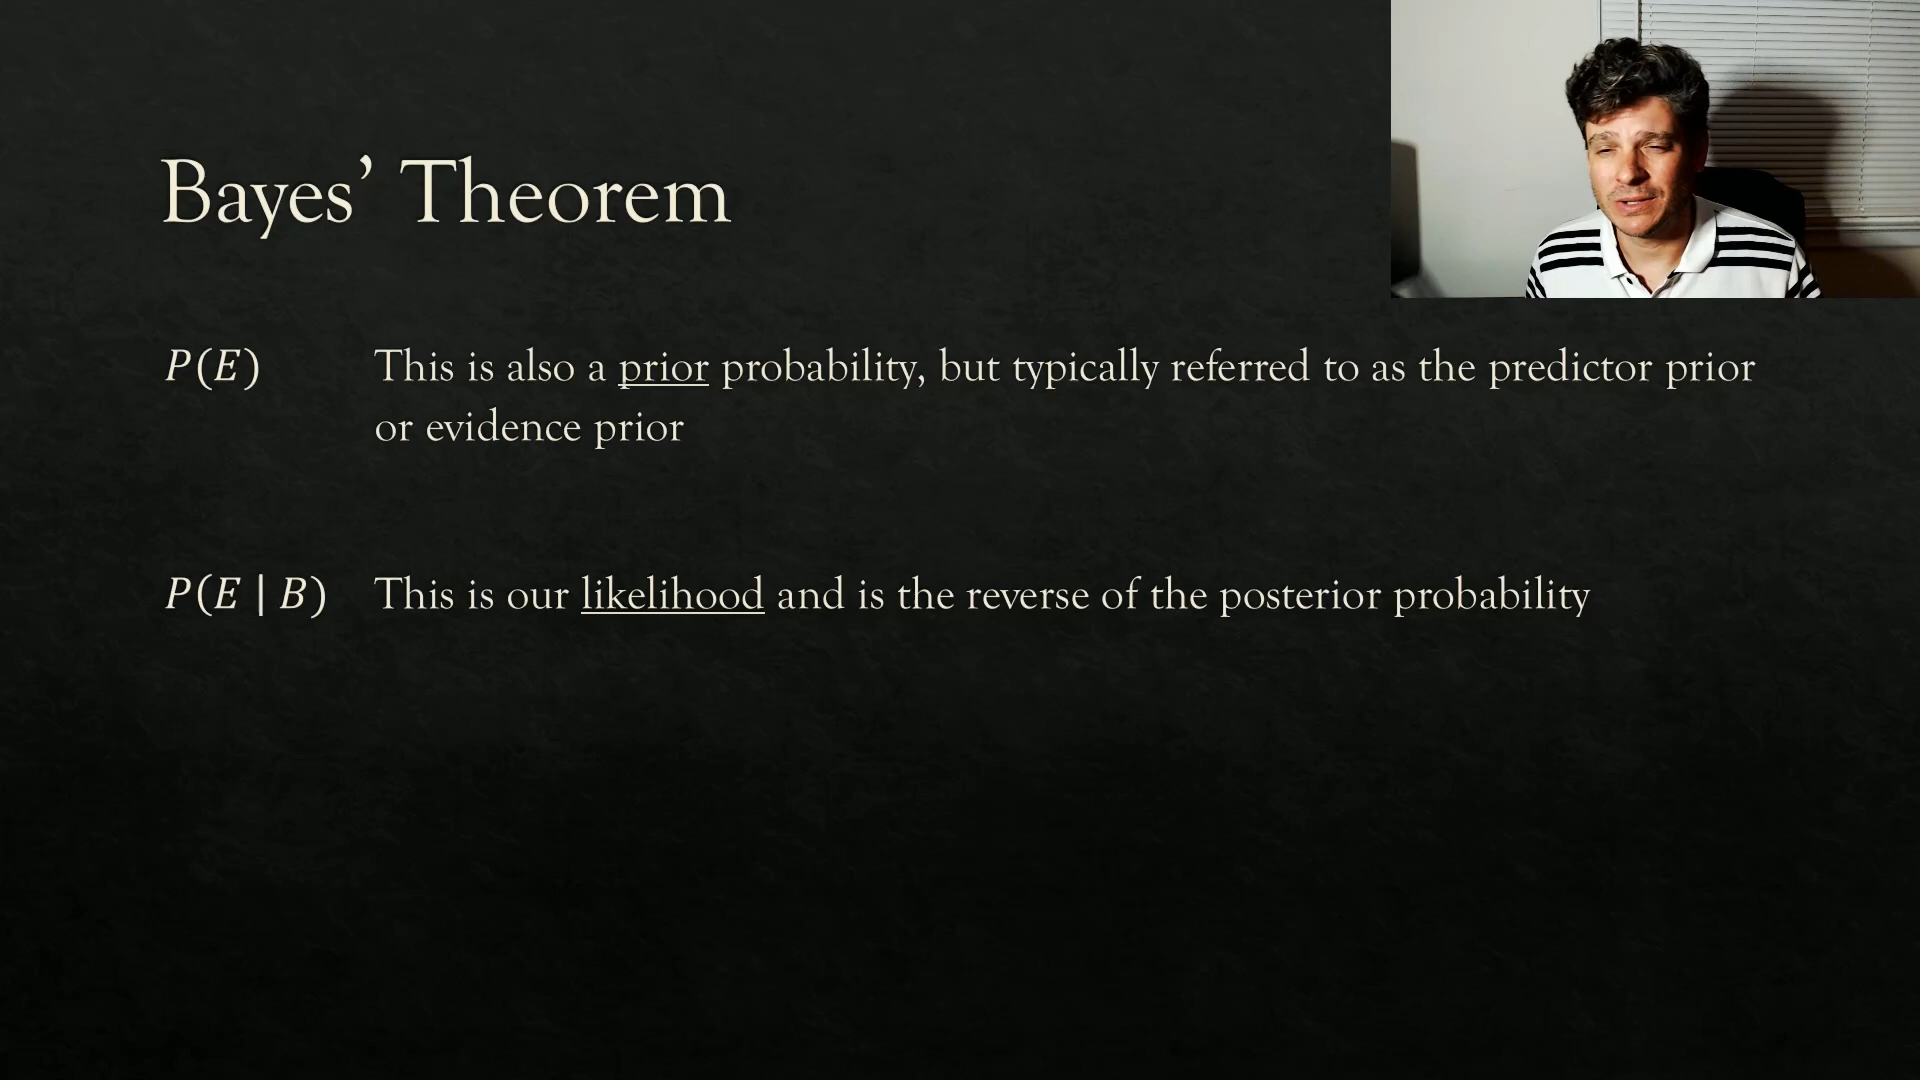 Bayes’ Theorem
P(E) This is also a prior probability, but typically referred to as the predictor prior
or evidence prior
P(E | B) This is our likelihood and is the reverse of the posterior probability